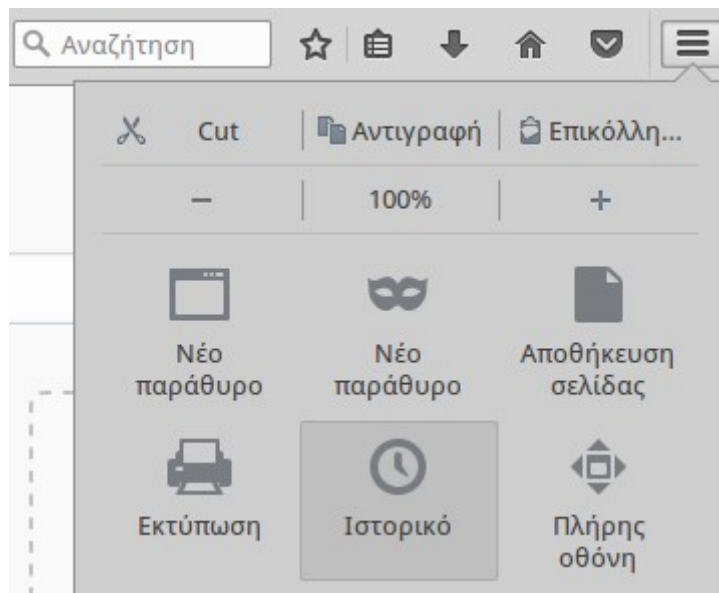 Αναζήτηση
Cut Αντιγραφή Επικόλλη...
− 100% +
Νέο παράθυρο
Νέο παράθυρο
Αποθήκευση σελίδας
Εκτύπωση
Ιστορικό
Πλήρης οθόνη